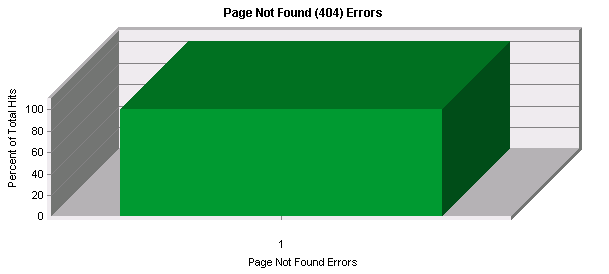 Page Not Found (404) Errors
Percent of Total Hits
100
80
60
40
20
0
1
Page Not Found Errors